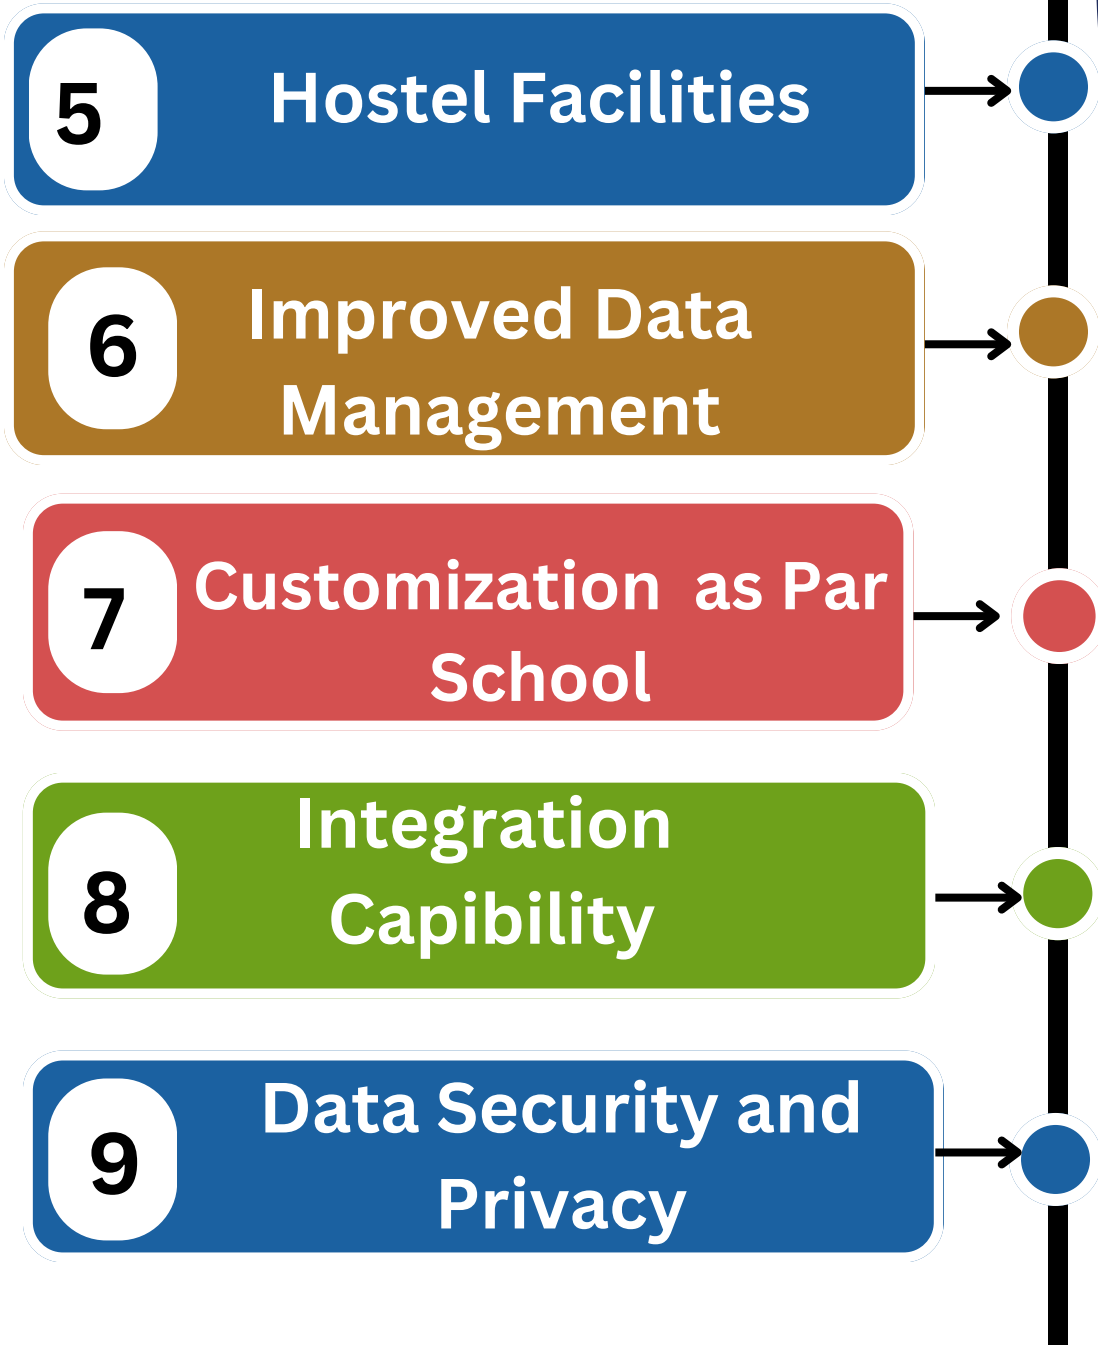 5
Hostel Facilities
6
Improved Data
Management
7
Customization  as Par
School
8
Integration
Capibility
9
Data Security and
Privacy